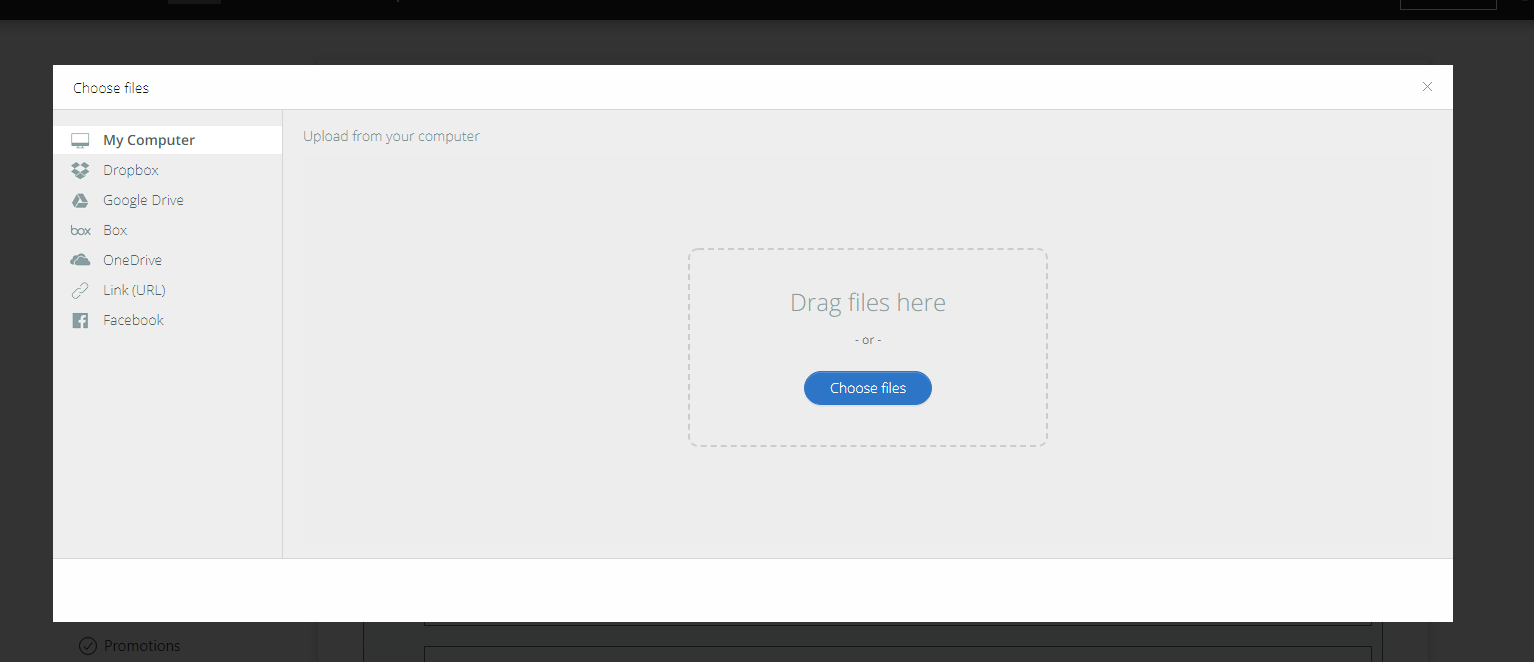 Choose files
My Computer
Dropbox
Google Drive
box Box
OneDrive
Link (URL)
Facebook
Upload from your computer
Drag files here
- or -
Choose files
Promotions